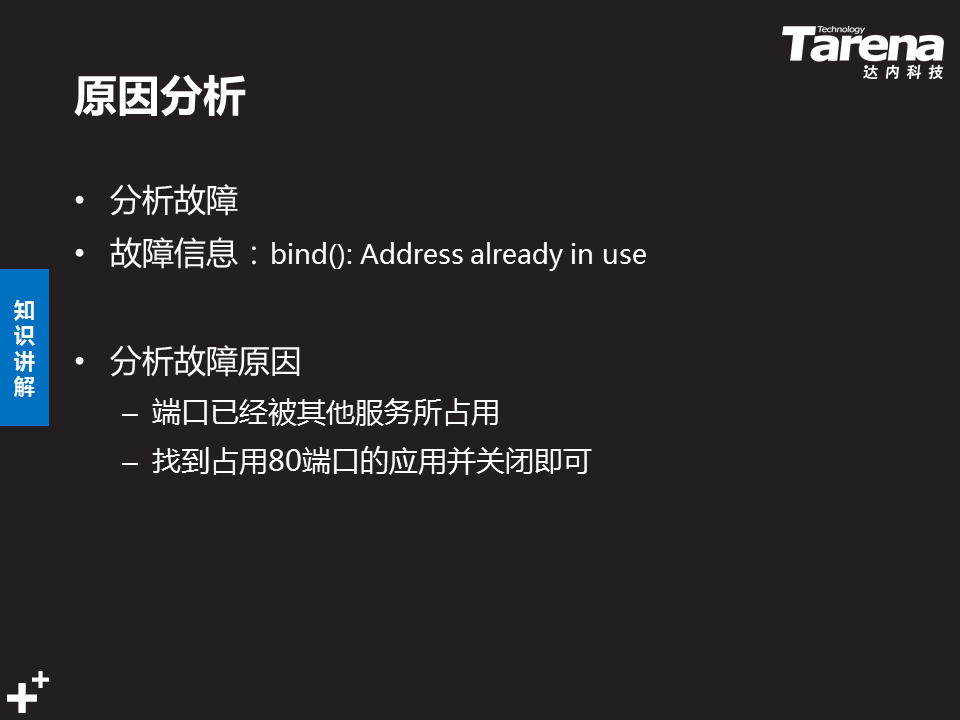 Technology
Tarena
达内科技
原因分析
• 分析故障
• 故障信息：bind(): Address already in use
知识讲解
• 分析故障原因
– 端口已经被其他服务所占用
– 找到占用80端口的应用并关闭即可